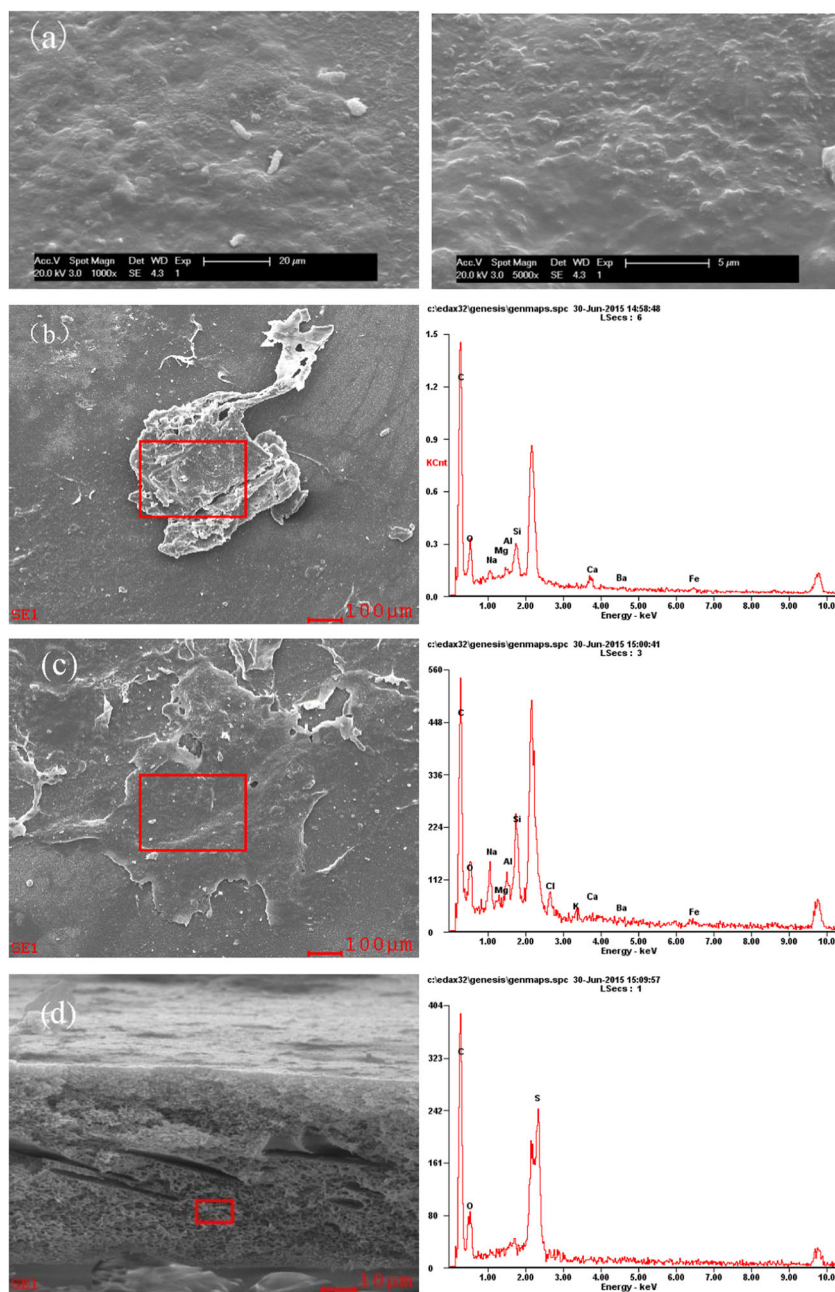 (a)
Acc.V Spot Magn Det WD Exp 20 µm
20.0 kV 3.0 1000x SE 4.3 1
Acc.V Spot Magn Det WD Exp 5 µm
20.0 kV 3.0 5000x SE 4.3 1
(b)
SE1 100µm
c:\edax32\genesis\genmaps.spc 30-Jun-2015 14:58:48
LSecs : 6
1.5
1.2
0.9
KCnt
0.6
0.3
0.0
C
O
Na
Mg
Al
Si
Ca
Ba
Fe
1.00 2.00 3.00 4.00 5.00 6.00 7.00 8.00 9.00 10.0
Energy - keV
(c)
SE1 100µm
c:\edax32\genesis\genmaps.spc 30-Jun-2015 15:00:41
LSecs : 3
560
448
336
224
112
0
C
O
Na
Mg
Al
Si
Cl
K
Ca
Ba
Fe
1.00 2.00 3.00 4.00 5.00 6.00 7.00 8.00 9.00 10.0
Energy - keV
(d)
SE1 10µm
c:\edax32\genesis\genmaps.spc 30-Jun-2015 15:09:57
LSecs : 1
404
323
242
161
80
0
C
O
S
1.00 2.00 3.00 4.00 5.00 6.00 7.00 8.00 9.00 10.0
Energy - keV